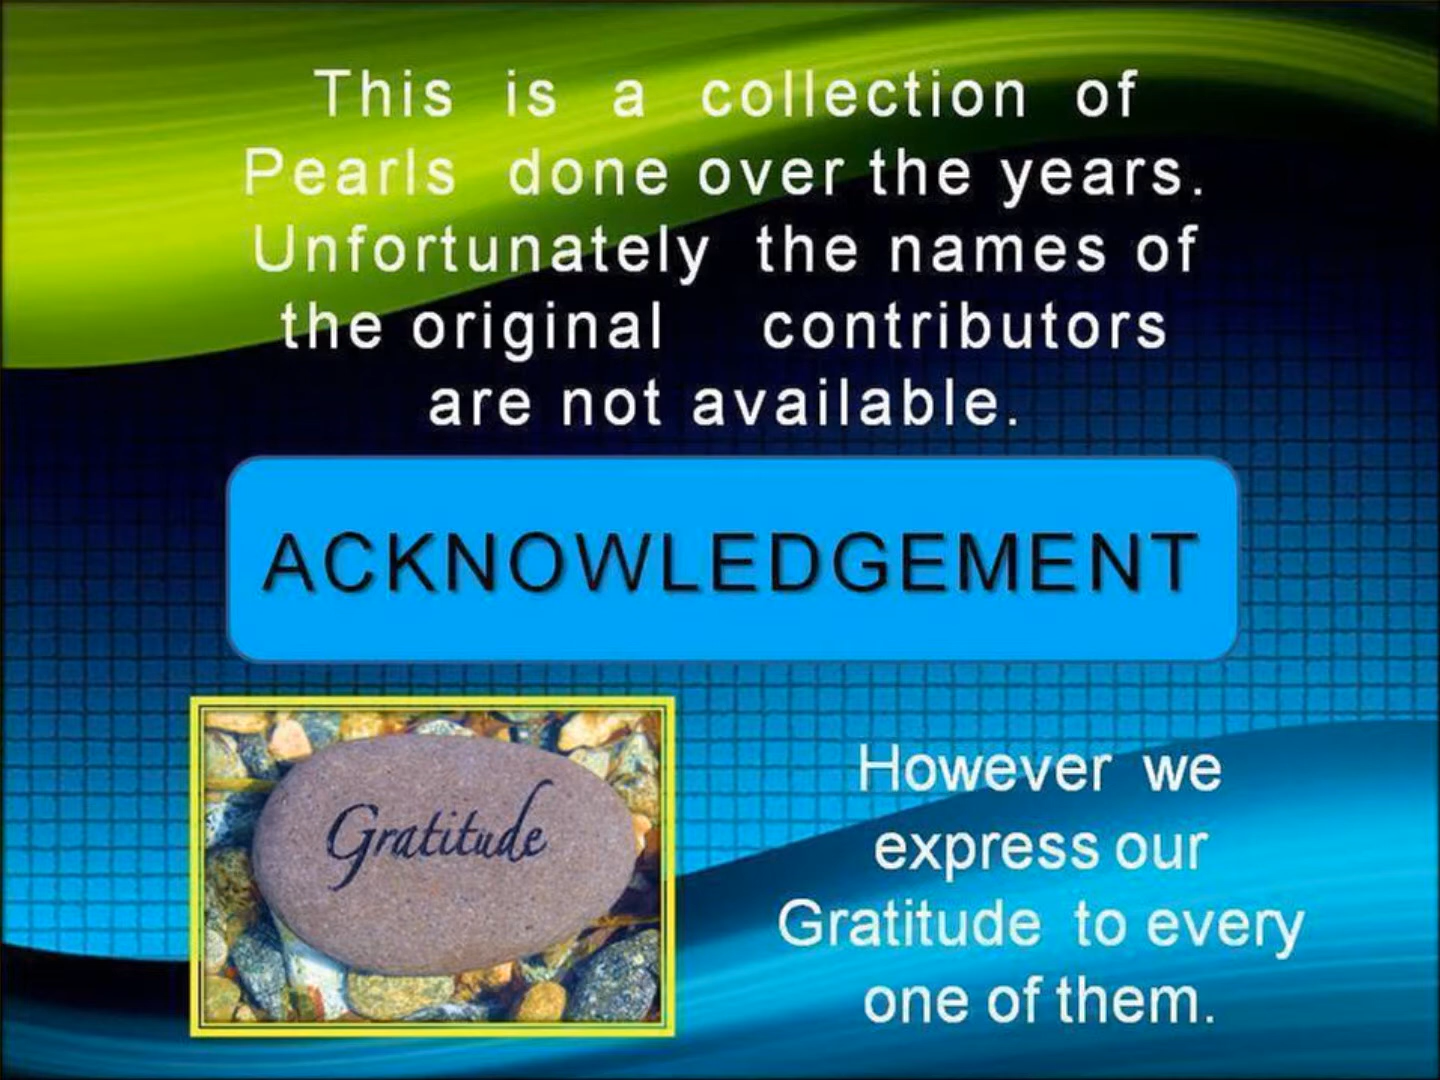 This is a collection of
Pearls done over the years.
Unfortunately the names of
the original contributors
are not available.
ACKNOWLEDGEMENT
Gratitude
However we
express our
Gratitude to every
one of them.